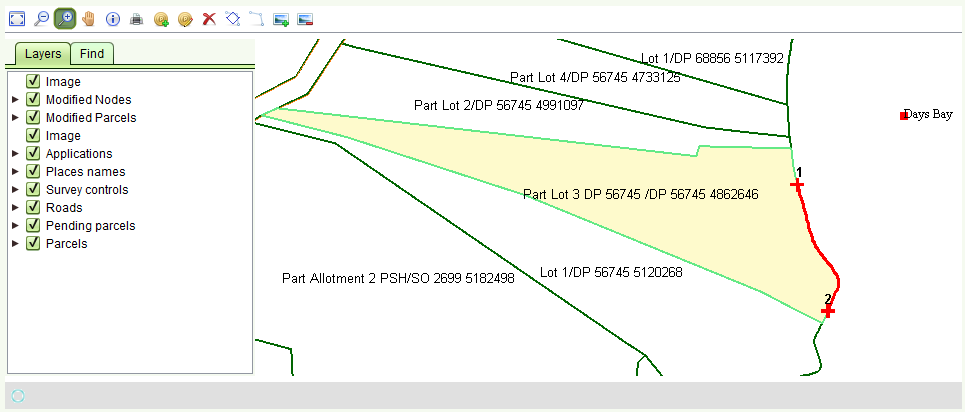 Layers Find
Image
Modified Nodes
Modified Parcels
Image
Applications
Places names
Survey controls
Roads
Pending parcels
Parcels
Lot 1/DP 68856 5117392
Part Lot 4/DP 56745 4733125
Part Lot 2/DP 56745 4991097
Days Bay
1
Part Lot 3 DP 56745 /DP 56745 4862646
Lot 1/DP 56745 5120268
Part Allotment 2 PSH/SO 2699 5182498
2